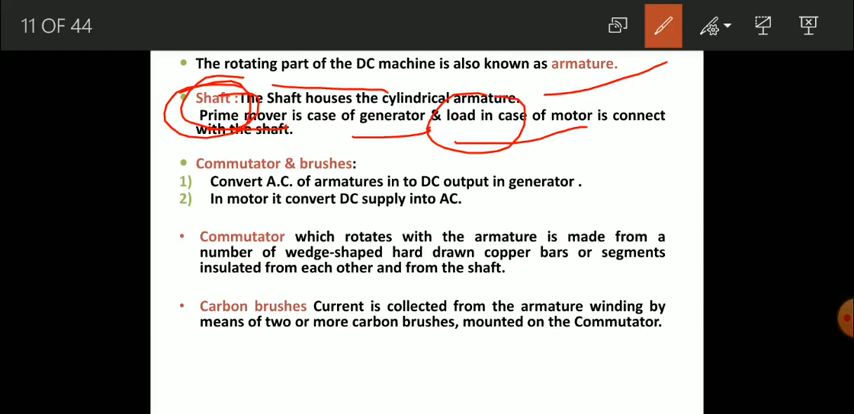 11 OF 44
• The rotating part of the DC machine is also known as armature.
• Shaft : The Shaft houses the cylindrical armature.
Prime mover is case of generator & load in case of motor is connect
with the shaft.
• Commutator & brushes:
1) Convert A.C. of armatures in to DC output in generator .
2) In motor it convert DC supply into AC.
• Commutator which rotates with the armature is made from a
number of wedge-shaped hard drawn copper bars or segments
insulated from each other and from the shaft.
• Carbon brushes Current is collected from the armature winding by
means of two or more carbon brushes, mounted on the Commutator.